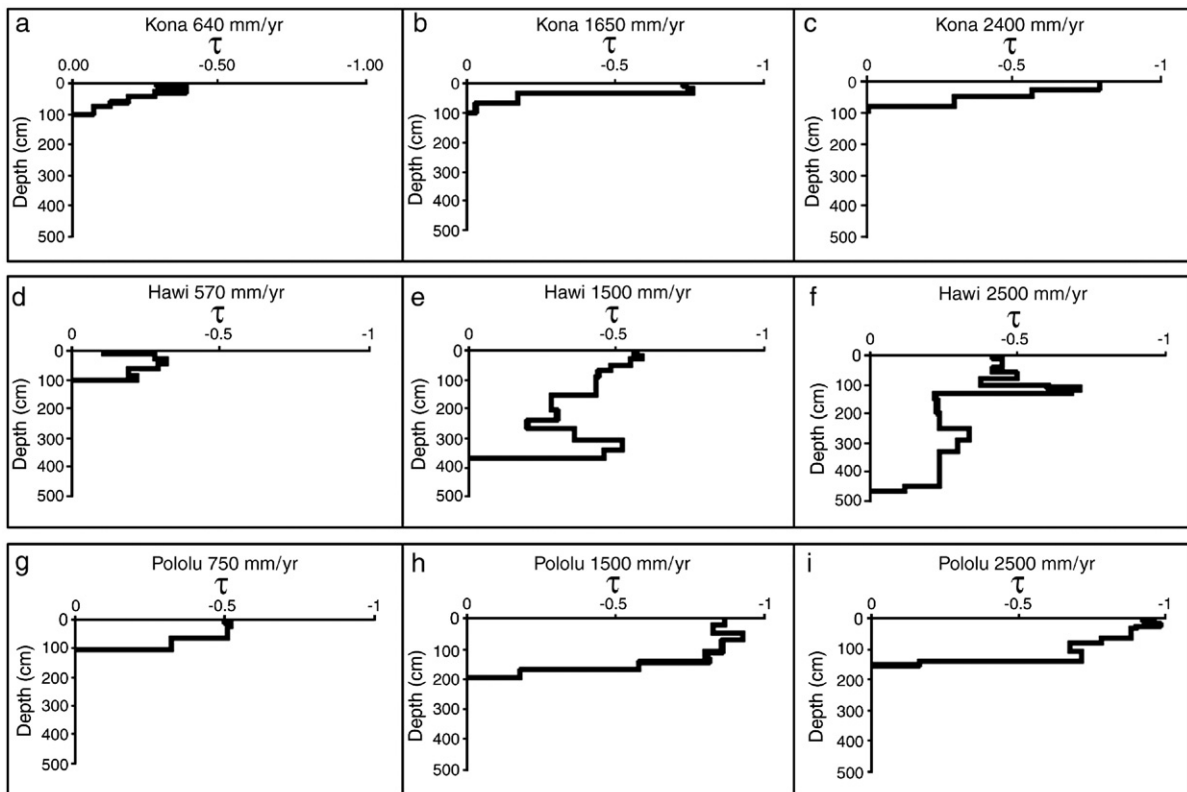 a Kona 640 mm/yr
τ
0.00 -0.50 -1.00
0
100
200
300
400
500
Depth (cm)
b Kona 1650 mm/yr
τ
0 -0.5 -1
0
100
200
300
400
500
Depth (cm)
c Kona 2400 mm/yr
τ
0 -0.5 -1
0
100
200
300
400
500
Depth (cm)
d Hawi 570 mm/yr
τ
0 -0.5 -1
0
100
200
300
400
500
Depth (cm)
e Hawi 1500 mm/yr
τ
0 -0.5 -1
0
100
200
300
400
500
Depth (cm)
f Hawi 2500 mm/yr
τ
0 -0.5 -1
0
100
200
300
400
500
Depth (cm)
g Pololu 750 mm/yr
τ
0 -0.5 -1
0
100
200
300
400
500
Depth (cm)
h Pololu 1500 mm/yr
τ
0 -0.5 -1
0
100
200
300
400
500
Depth (cm)
i Pololu 2500 mm/yr
τ
0 -0.5 -1
0
100
200
300
400
500
Depth (cm)